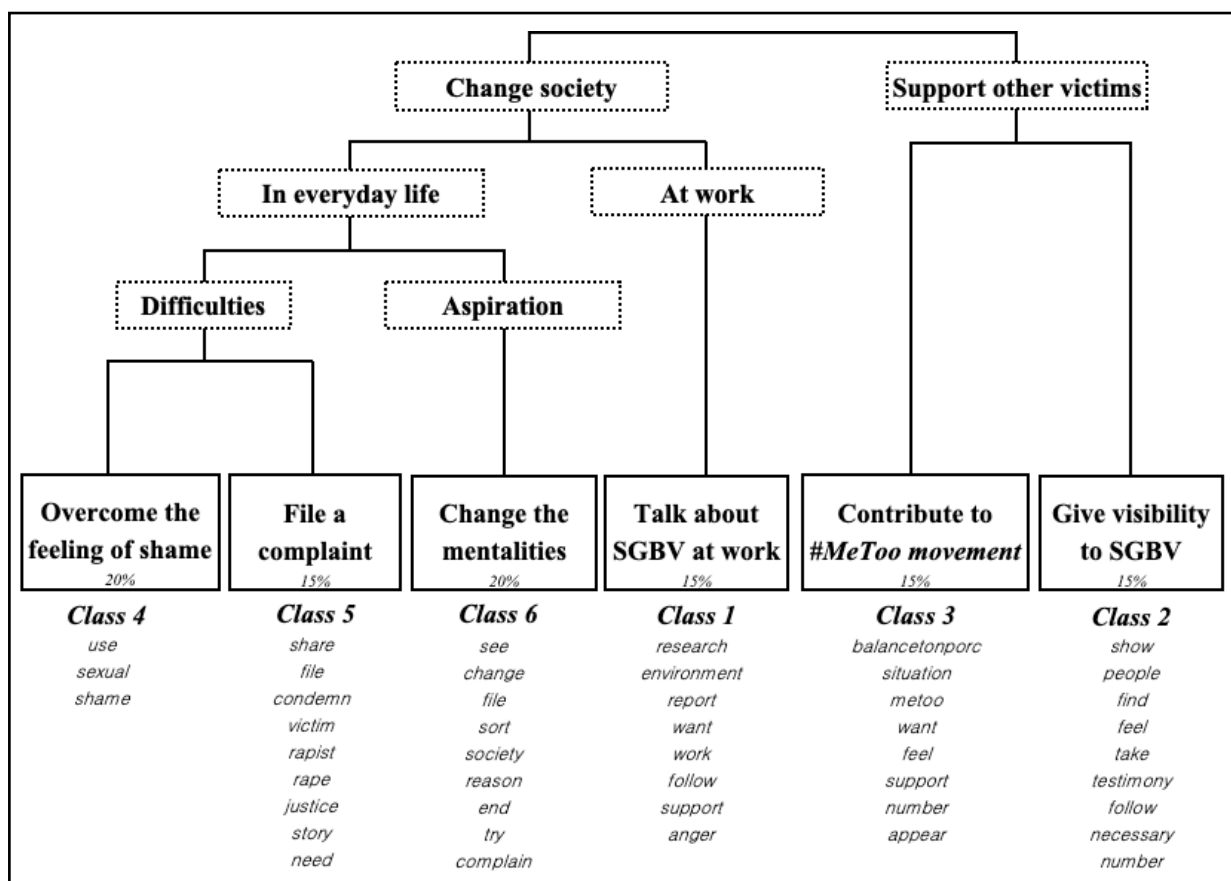 Change society
Support other victims
In everyday life
At work
Difficulties
Aspiration
Overcome the
feeling of shame
20%
File a
complaint
15%
Change the
mentalities
20%
Talk about
SGBV at work
15%
Contribute to
#MeToo movement
15%
Give visibility
to SGBV
15%
Class 4
use
sexual
shame
Class 5
share
file
condemn
victim
rapist
rape
justice
story
need
Class 6
see
change
file
sort
society
reason
end
try
complain
Class 1
research
environment
report
want
work
follow
support
anger
Class 3
balancetonporc
situation
metoo
want
feel
support
number
appear
Class 2
show
people
find
feel
take
testimony
follow
necessary
number